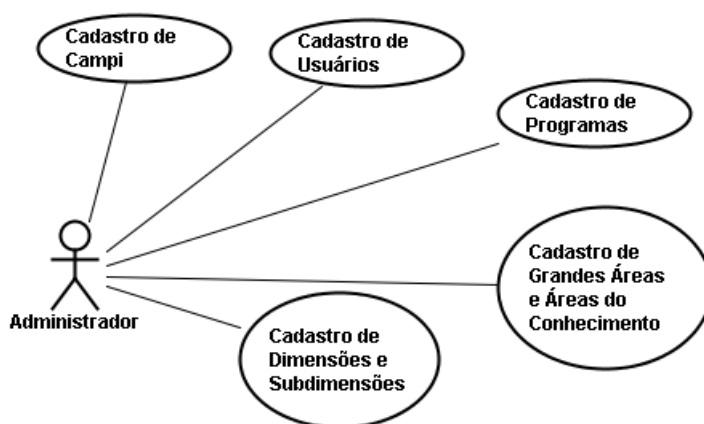 Cadastro de
Campi
Cadastro de
Usuários
Cadastro de
Programas
Cadastro de
Grandes Áreas
e Áreas do
Conhecimento
Administrador
Cadastro de
Dimensões e
Subdimensões